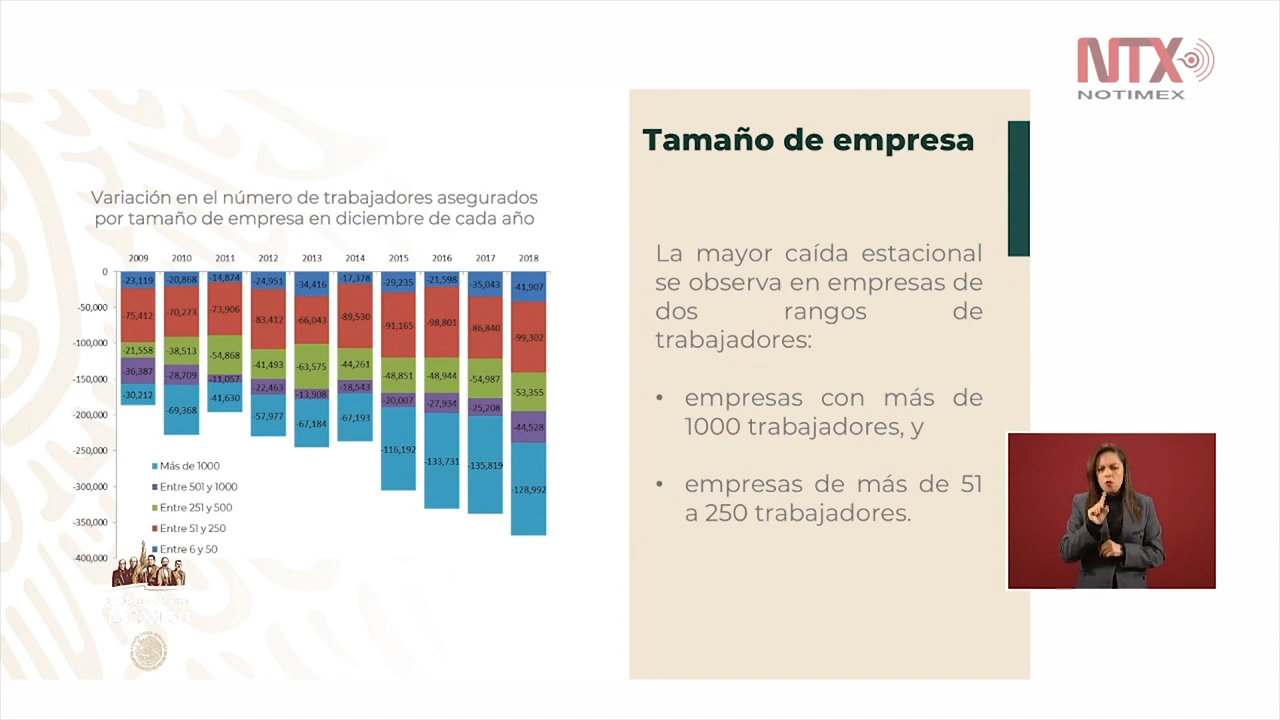 NTX
NOTIMEX
Tamaño de empresa
Variación en el número de trabajadores asegurados
por tamaño de empresa en diciembre de cada año
2009 2010 2011 2012 2013 2014 2015 2016 2017 2018
0
-50,000
-100,000
-150,000
-200,000
-250,000
-300,000
-350,000
-400,000
-23,119 -20,868 -14,874 -24,951 -34,416 -17,378 -29,235 -21,598 -35,043 -41,907
-75,412 -70,273 -73,906 -83,412 -66,043 -89,530 -91,165 -98,801 -86,840 -99,302
-21,558 -38,513 -54,868 -41,493 -63,575 -44,261 -48,851 -48,944 -54,987 -53,355
-36,387 -28,709 -11,057 -22,463 -13,908 -18,543 -20,007 -27,934 -25,208 -44,528
-30,212 -69,368 -41,630 -57,977 -67,184 -67,193 -116,192 -133,731 -135,819 -128,992
Más de 1000
Entre 501 y 1000
Entre 251 y 500
Entre 51 y 250
Entre 6 y 50
La mayor caída estacional
se observa en empresas de
dos rangos de
trabajadores:
• empresas con más de
1000 trabajadores, y
• empresas de más de 51
a 250 trabajadores.